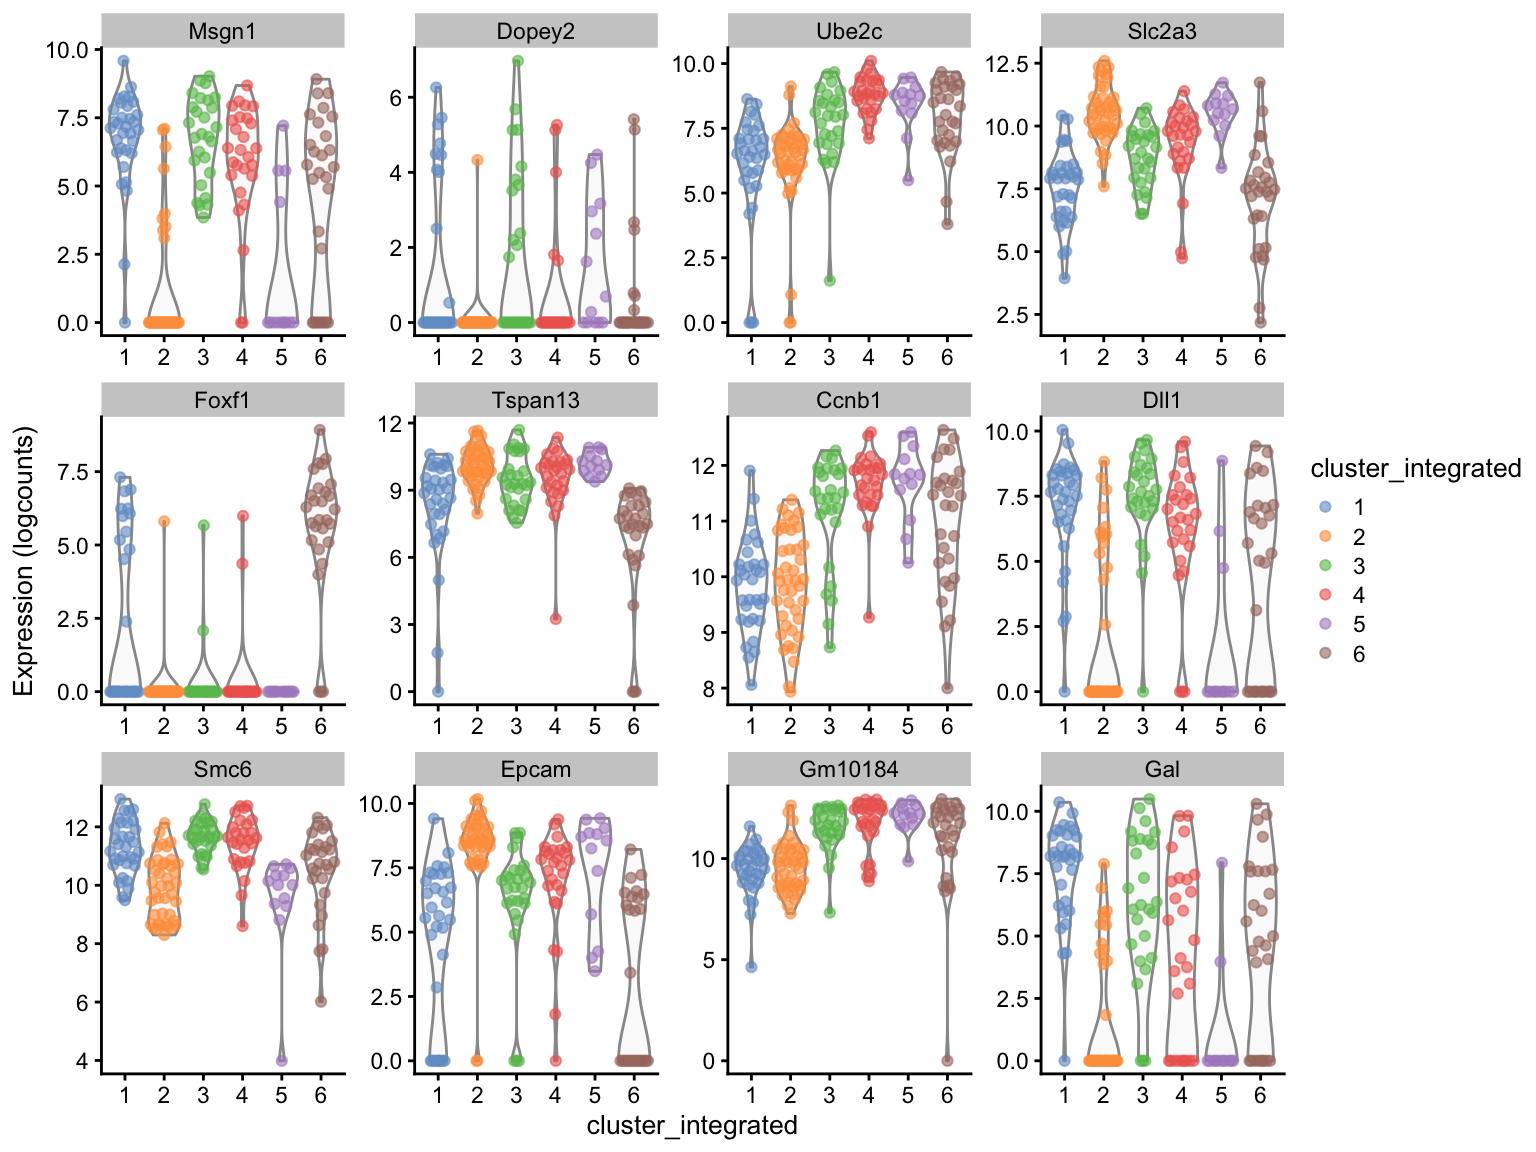 Msgn1 Dopey2 Ube2c Slc2a3
10.0 7.5 5.0 2.5 0.0
6 4 2 0
10.0 7.5 5.0 2.5 0.0
12.5 10.0 7.5 5.0 2.5
1 2 3 4 5 6 1 2 3 4 5 6 1 2 3 4 5 6 1 2 3 4 5 6
Foxf1 Tspan13 Ccnb1 Dll1
7.5 5.0 2.5 0.0
12 9 6 3 0
12 11 10 9 8
10.0 7.5 5.0 2.5 0.0
1 2 3 4 5 6 1 2 3 4 5 6 1 2 3 4 5 6 1 2 3 4 5 6
Smc6 Epcam Gm10184 Gal
12 10 8 6 4
10.0 7.5 5.0 2.5 0.0
10 5 0
10.0 7.5 5.0 2.5 0.0
1 2 3 4 5 6 1 2 3 4 5 6 1 2 3 4 5 6 1 2 3 4 5 6
cluster_integrated
Expression (logcounts)
cluster_integrated
1
2
3
4
5
6